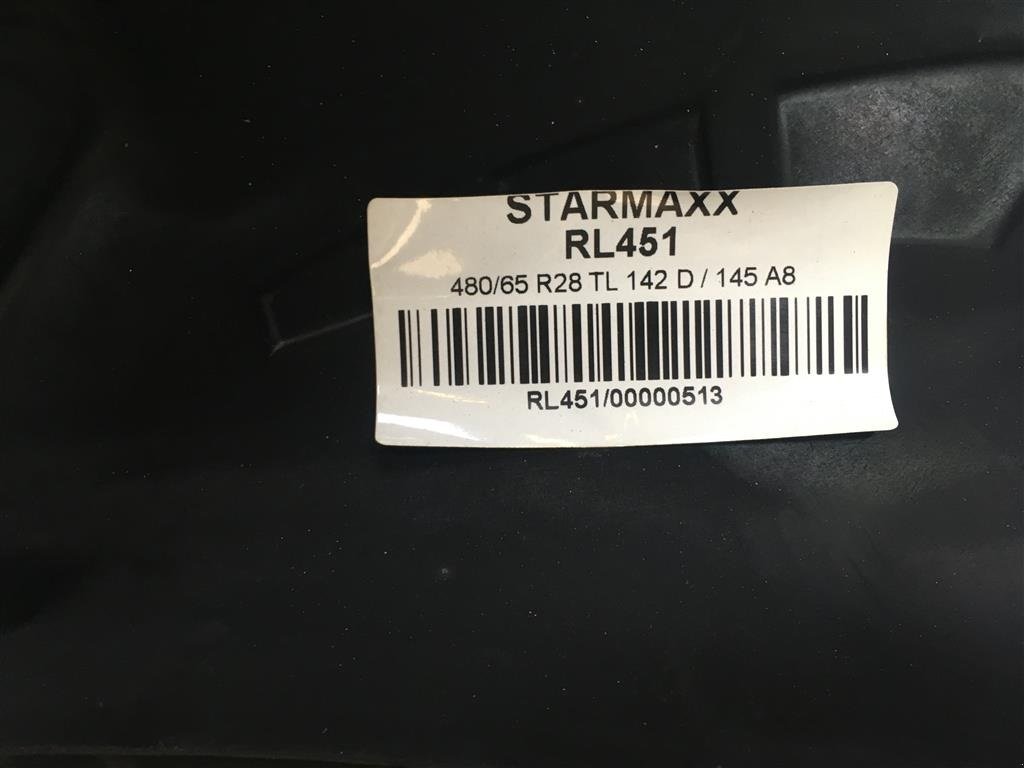 STARMAXX
RL451
480/65 R28 TL 142 D / 145 A8
RL451/00000513